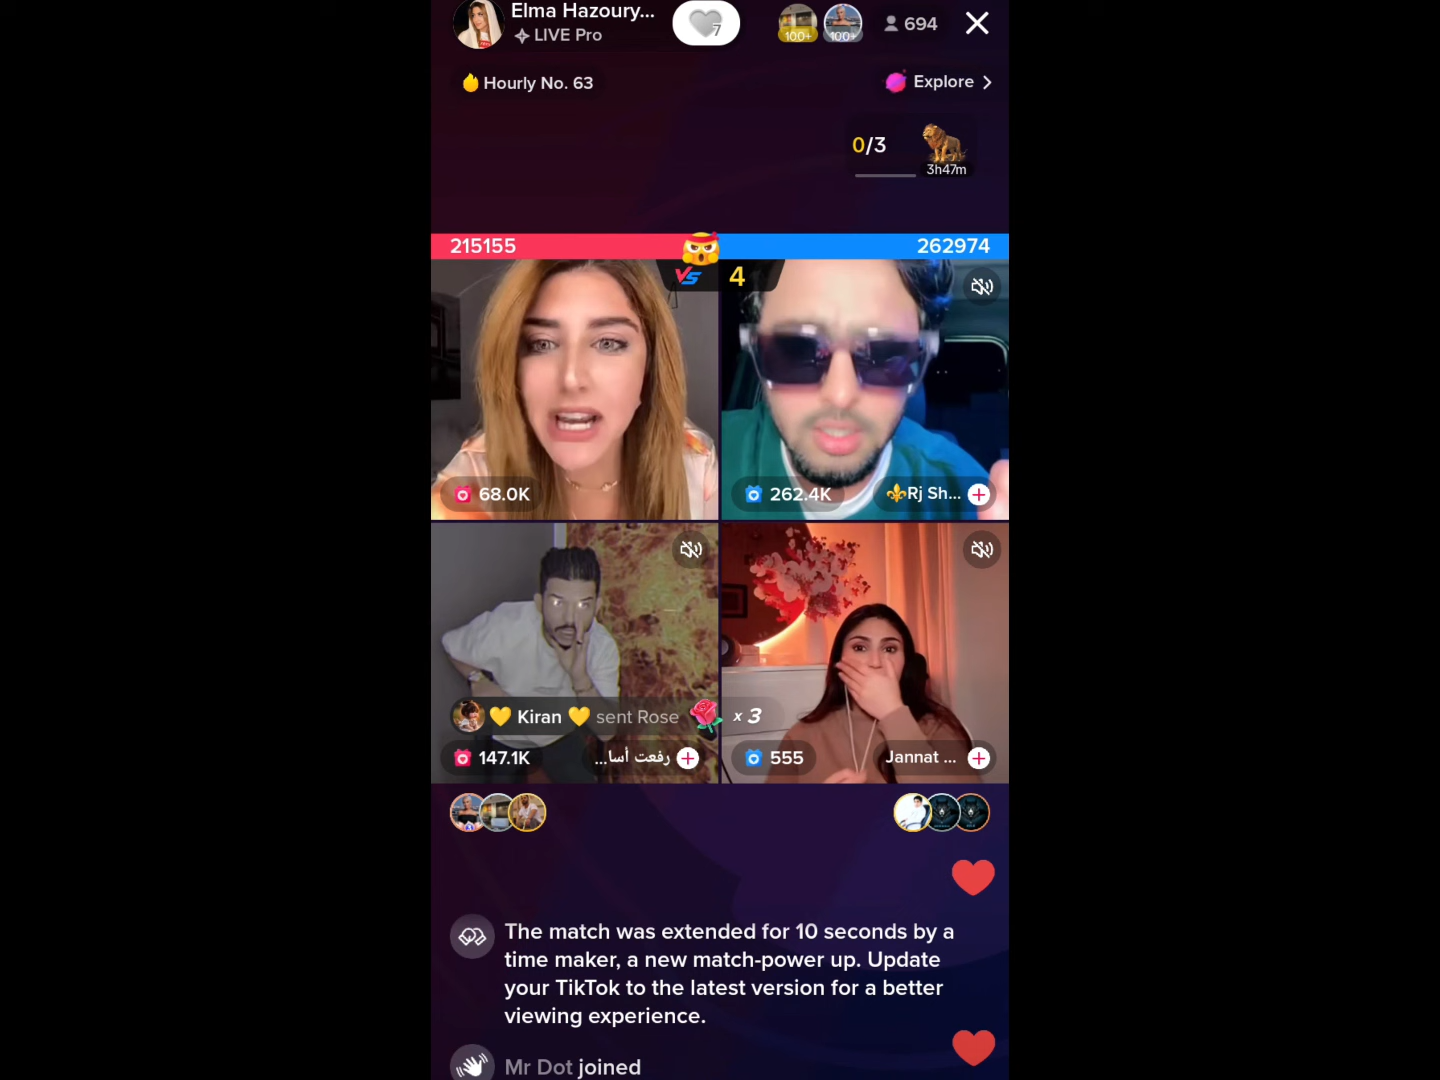 Elma Hazoury...
LIVE Pro
7
100+
100+
694
Hourly No. 63
Explore
0/3
3h47m
215155
262974
VS
4
68.0K
262.4K
Rj Sh...
Kiran sent Rose x 3
147.1K
رفعت أسا...
555
Jannat ...
The match was extended for 10 seconds by a
time maker, a new match-power up. Update
your TikTok to the latest version for a better
viewing experience.
Mr Dot joined